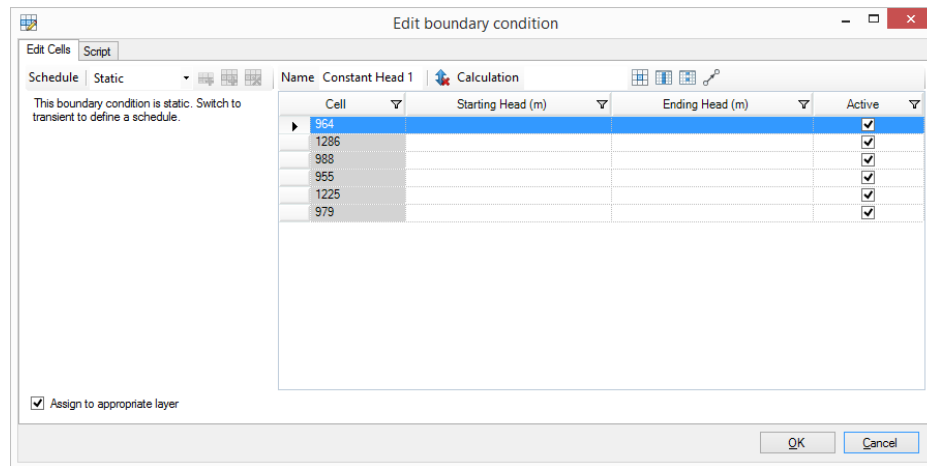 Edit boundary condition
Edit Cells Script
Schedule Static Name Constant Head 1 Calculation
This boundary condition is static. Switch to
transient to define a schedule.
Cell Starting Head (m) Ending Head (m) Active
964
1286
988
955
1225
979
Assign to appropriate layer
OK Cancel